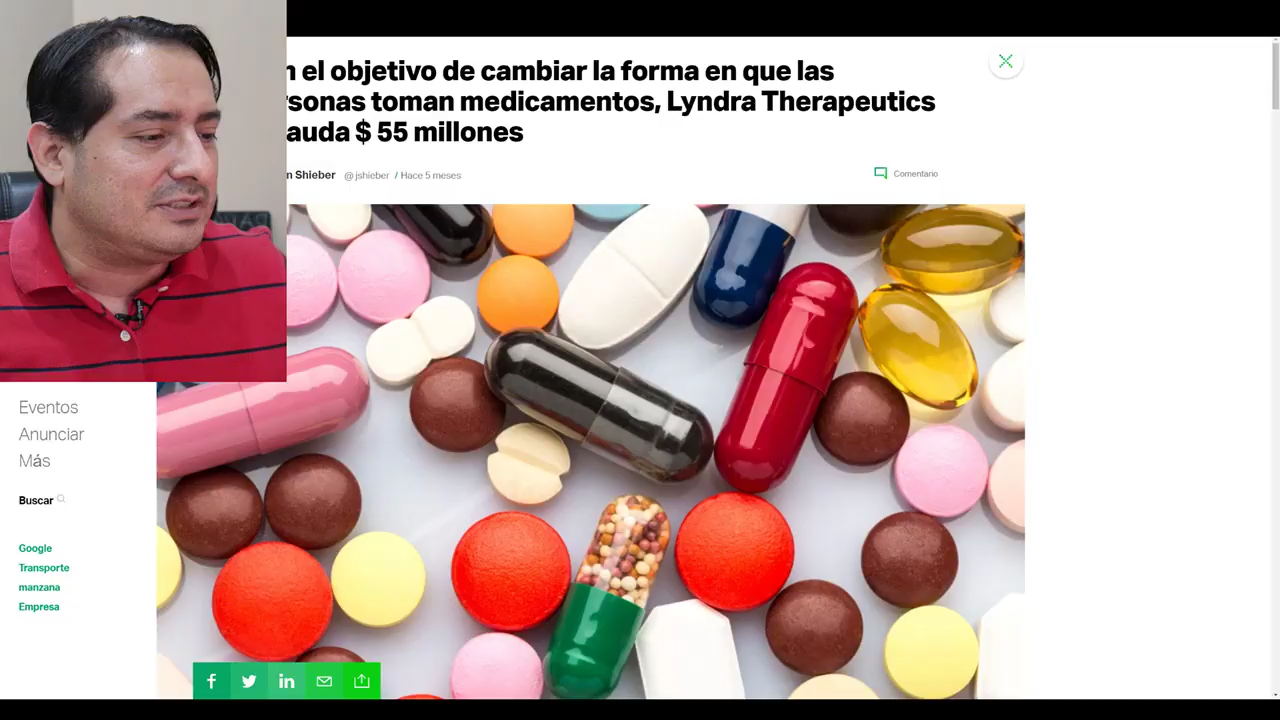 n el objetivo de cambiar la forma en que las
rsonas toman medicamentos, Lyndra Therapeutics
auda $ 55 millones
n Shieber @ jshieber / Hace 5 meses
Comentario
Eventos
Anunciar
Más
Buscar
Google
Transporte
manzana
Empresa